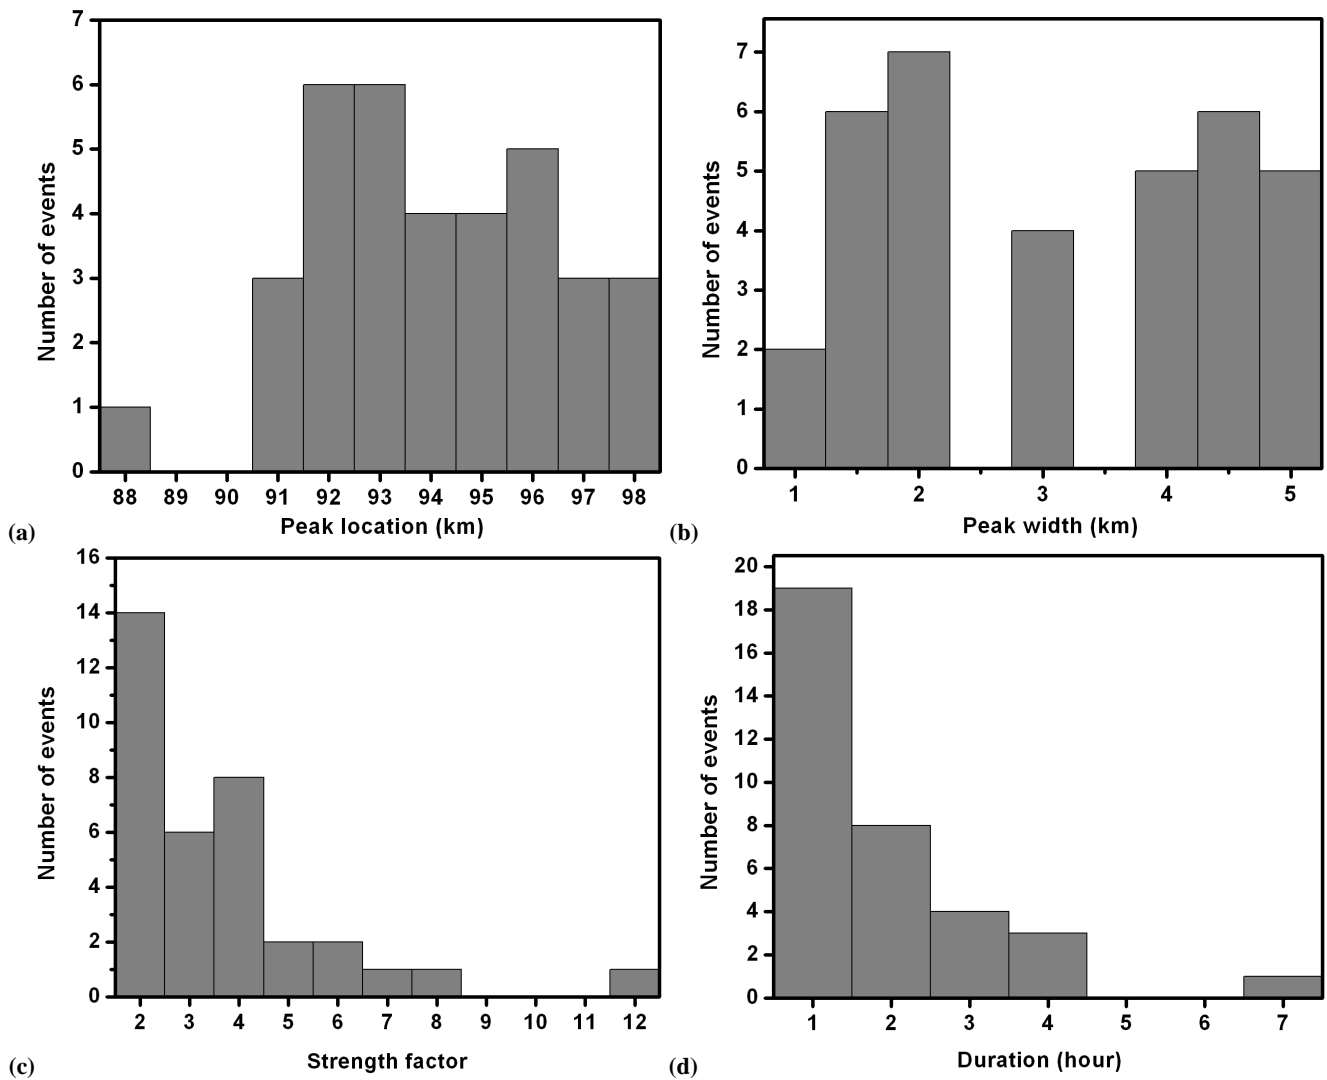 7
6
5
4
3
2
1
0
Number of events
88 89 90 91 92 93 94 95 96 97 98
Peak location (km)
(a)
7
6
5
4
3
2
1
0
Number of events
1 2 3 4 5
Peak width (km)
(b)
16
14
12
10
8
6
4
2
0
Number of events
2 3 4 5 6 7 8 9 10 11 12
Strength factor
(c)
20
18
16
14
12
10
8
6
4
2
0
Number of events
1 2 3 4 5 6 7
Duration (hour)
(d)